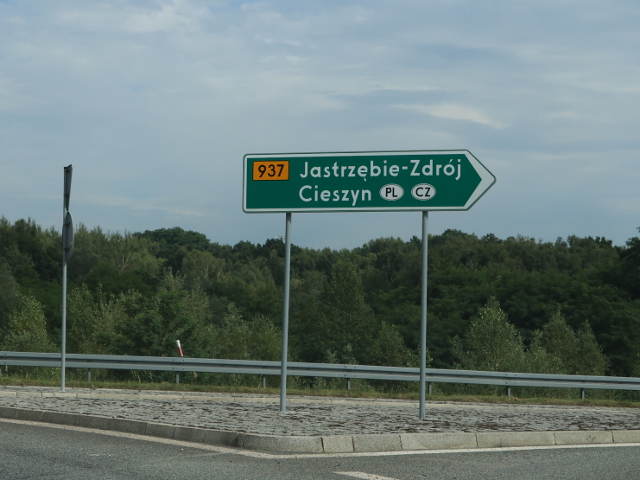 937 Jastrzębie-Zdrój
Cieszyn PL CZ